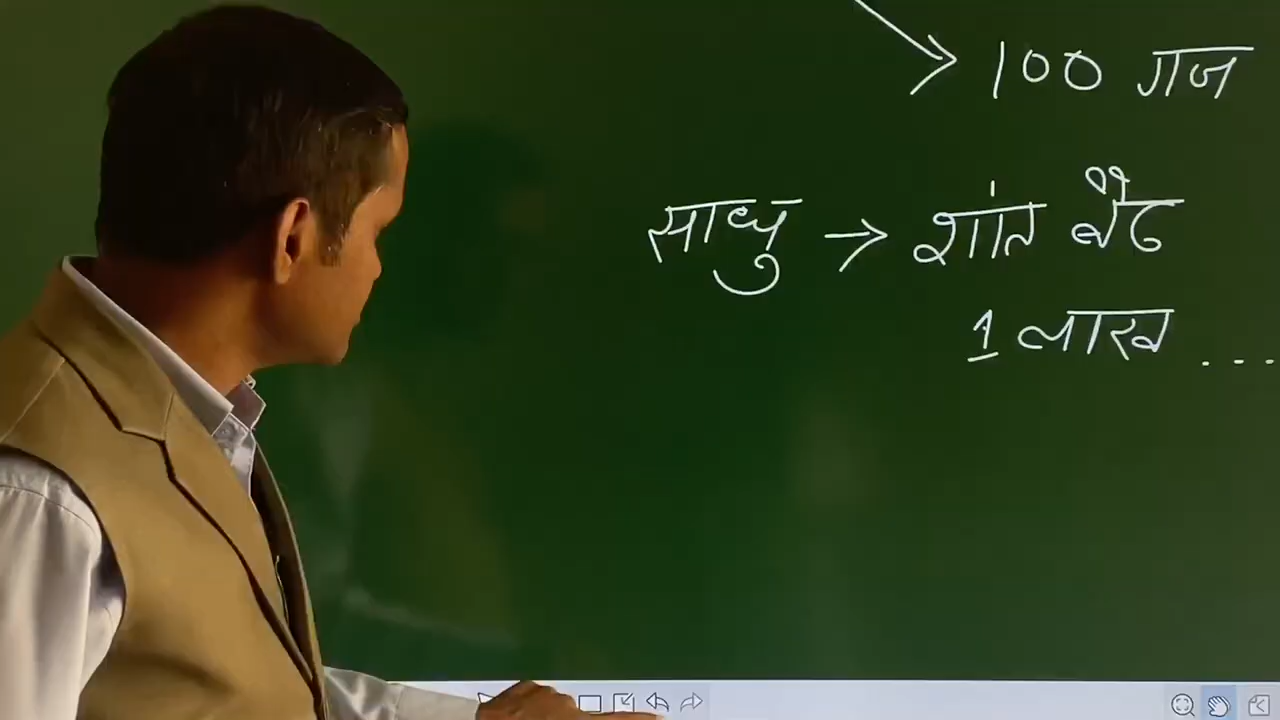 → 100 गज
साधु → शांत बैठ
1 लाख ...